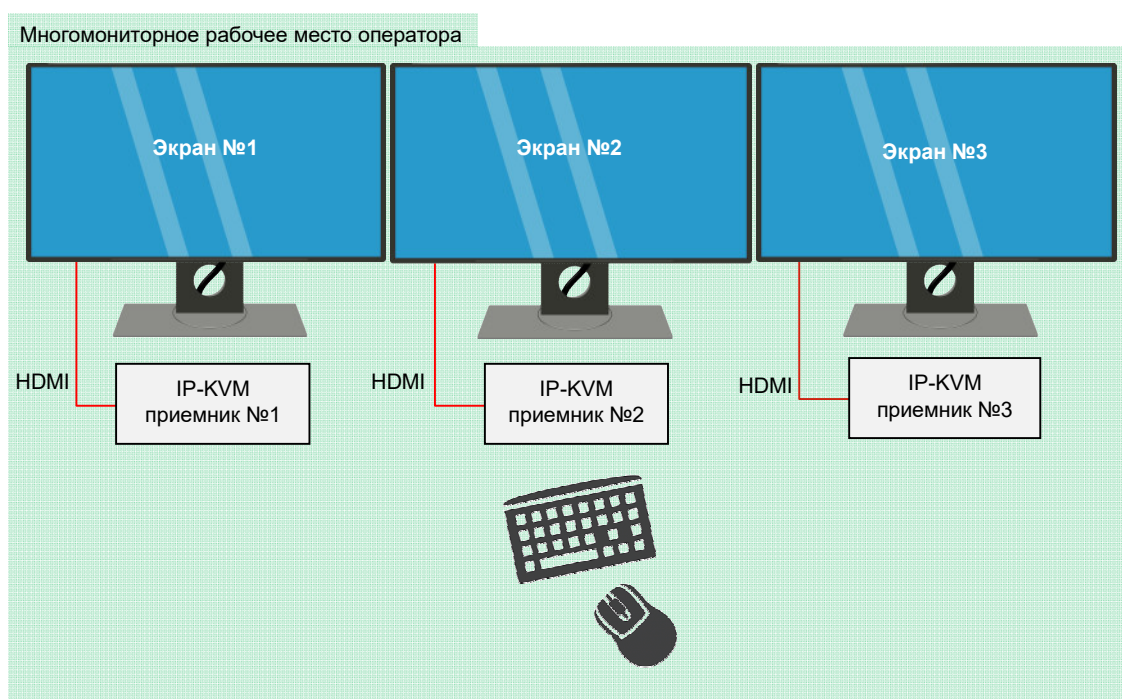 Многомониторное рабочее место оператора
Экран №1
Экран №2
Экран №3
HDMI
IP-KVM
приемник №1
HDMI
IP-KVM
приемник №2
HDMI
IP-KVM
приемник №3